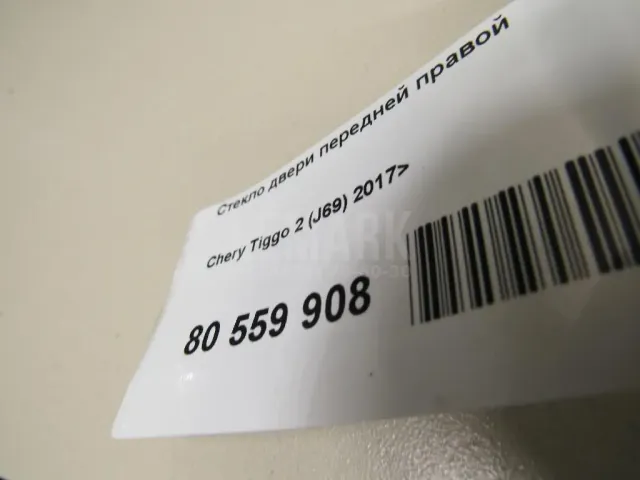 Стекло двери передней правой
Chery Tiggo 2 (J69) 2017>
80 559 908